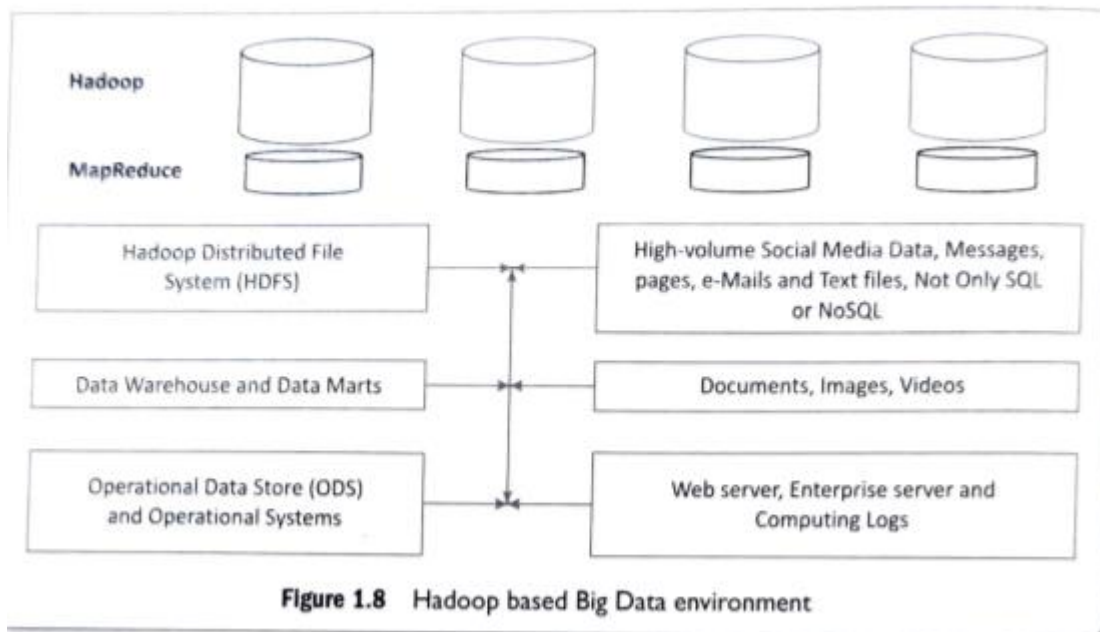 Hadoop
MapReduce
Hadoop Distributed File
System (HDFS)
High-volume Social Media Data, Messages,
pages, e-Mails and Text files, Not Only SQL
or NoSQL
Data Warehouse and Data Marts
Documents, Images, Videos
Operational Data Store (ODS)
and Operational Systems
Web server, Enterprise server and
Computing Logs
Figure 1.8 Hadoop based Big Data environment